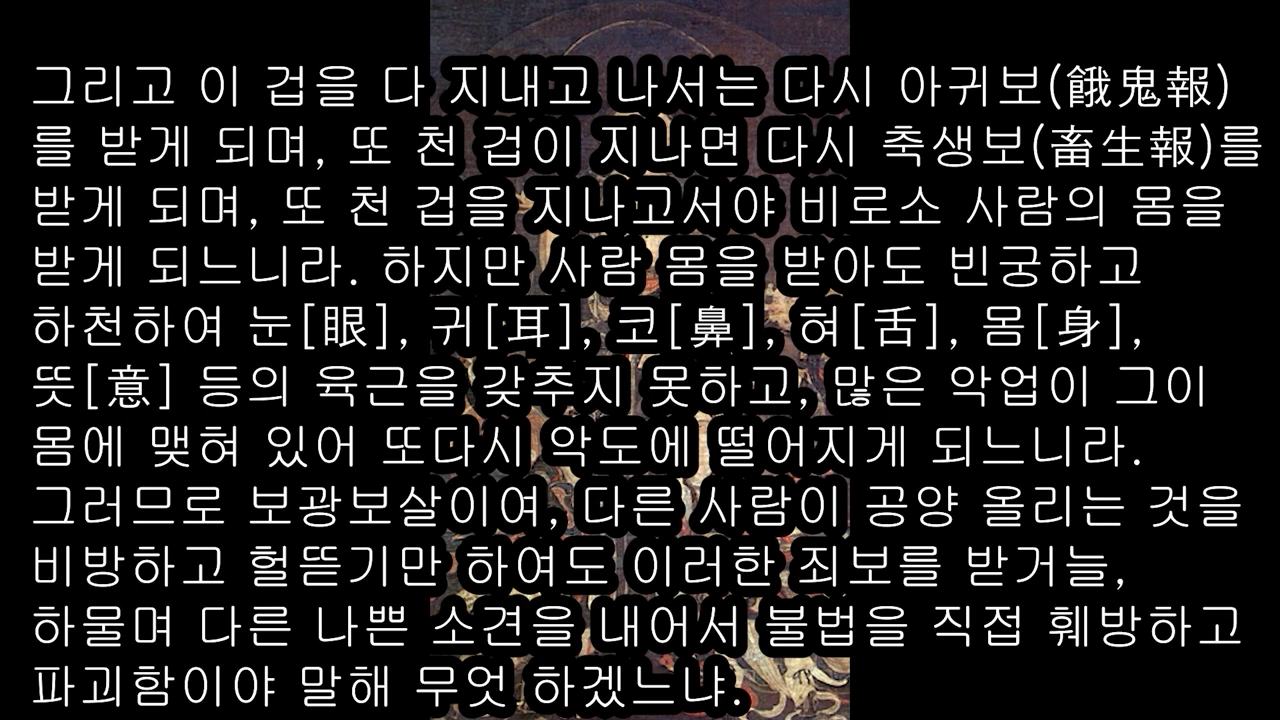 그리고 이 겁을 다 지내고 나서는 다시 아귀보(餓鬼報)
를 받게 되며, 또 천 겁이 지나면 다시 축생보(畜生報)를
받게 되며, 또 천 겁을 지나고서야 비로소 사람의 몸을
받게 되느니라. 하지만 사람 몸을 받아도 빈궁하고
하천하여 눈[眼], 귀[耳], 코[鼻], 혀[舌], 몸[身],
뜻[意] 등의 육근을 갖추지 못하고, 많은 악업이 그이
몸에 맺혀 있어 또다시 악도에 떨어지게 되느니라.
그러므로 보광보살이여, 다른 사람이 공양 올리는 것을
비방하고 헐뜯기만 하여도 이러한 죄보를 받거늘,
하물며 다른 나쁜 소견을 내어서 불법을 직접 훼방하고
파괴함이야 말해 무엇 하겠느냐.